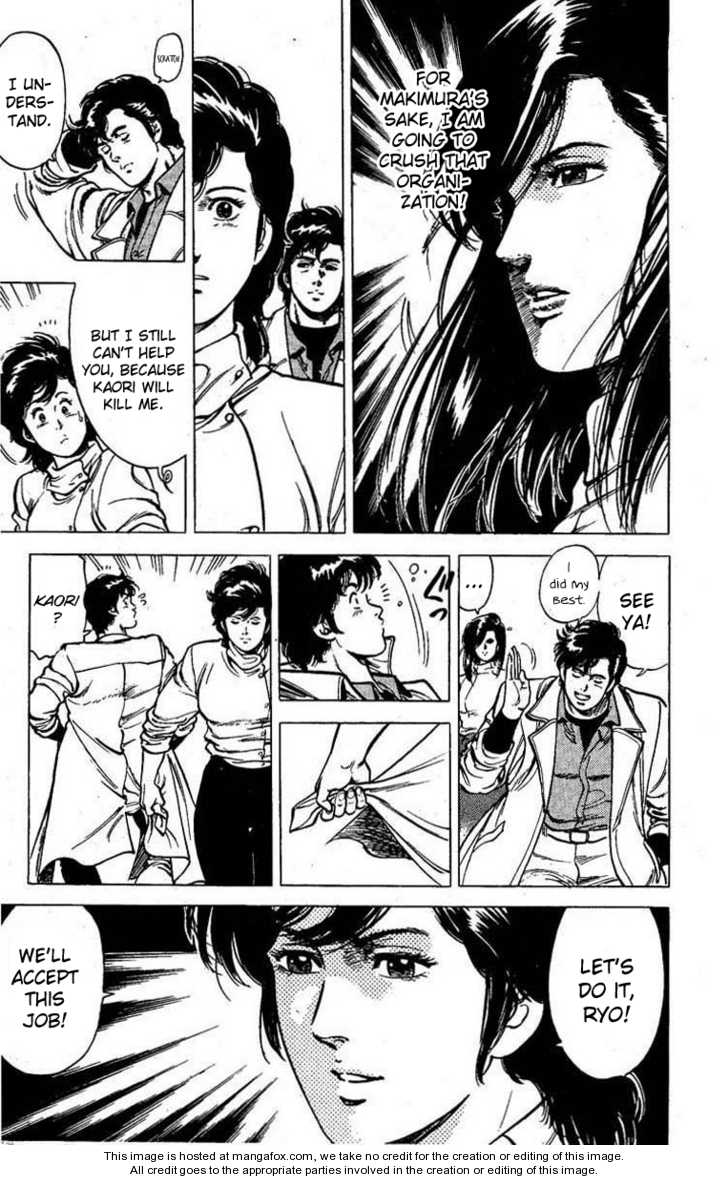 FOR
MAKIMURA'S
SAKE, I AM
GOING TO
CRUSH THAT
ORGANI-
ZATION!
SCRATCH
I UN-
DERS-
TAND.
BUT I STILL
CAN'T HELP
YOU, BECAUSE
KAORI WILL
KILL ME.
SEE
YA!
I
did my
Best.
...
KAORI
?
LET'S
DO IT,
RYO!
WE'LL
ACCEPT
THIS
JOB!
This image is hosted at mangafox.com, we take no credit for the creation or editing of this image.
All credit goes to the appropriate parties involved in the creation or editing of this image.